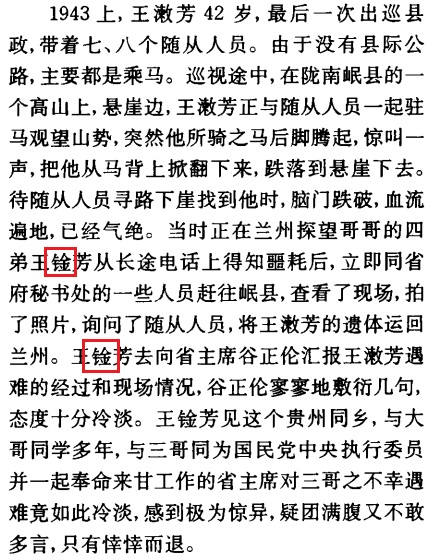 1943上,王漱芳42岁,最后一次出巡县
政,带着七、八个随从人员。由于没有县际公
路,主要都是乘马。巡视途中,在陇南岷县的一
个高山上,悬崖边,王漱芳正与随从人员一起驻
马观望山势,突然他所骑之马后脚腾起,惊叫一
声,把他从马背上掀翻下来,跌落到悬崖下去。
待随从人员寻路下崖找到他时,脑门跌破,血流
遍地,已经气绝。当时正在兰州探望哥哥的四
弟王芳从长途电话上得知噩耗后,立即同省
府秘书处的一些人员赶往岷县,查看了现场,拍
了照片,询问了随从人员,将王漱芳的遗体运回
兰州。王芳去向省主席谷正伦汇报王漱芳遇
难的经过和现场情况,谷正伦寥寥地敷衍几句,
态度十分冷淡。王芳见这个贵州同乡,与大
哥同学多年,与三哥同为国民党中央执行委员
并一起奉命来甘工作的省主席对三哥之不幸遇
难竟如此冷淡,感到极为惊异,疑团满腹又不敢
多言,只有悻悻而退。